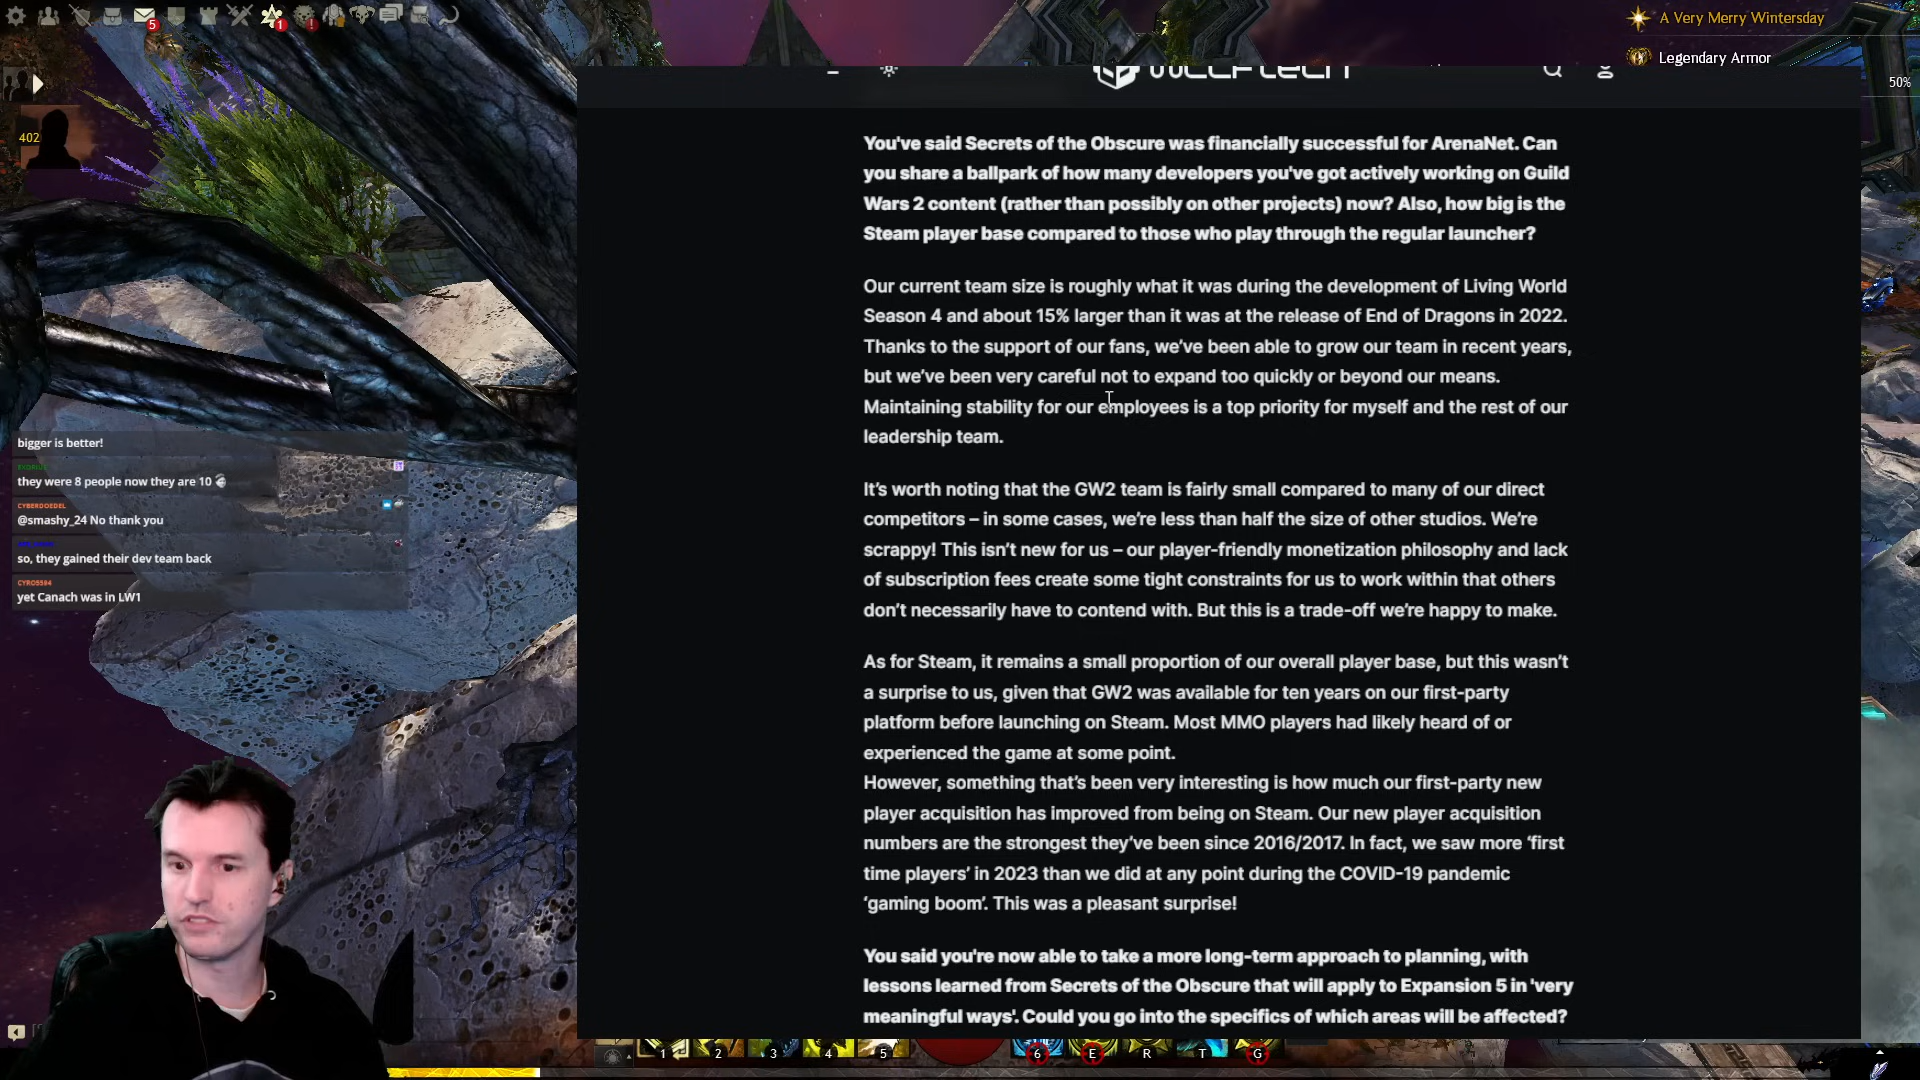 5
1
A Very Merry Wintersday
Legendary Armor
50%
402
wccftech
You've said Secrets of the Obscure was financially successful for ArenaNet. Can
you share a ballpark of how many developers you've got actively working on Guild
Wars 2 content (rather than possibly on other projects) now? Also, how big is the
Steam player base compared to those who play through the regular launcher?
Our current team size is roughly what it was during the development of Living World
Season 4 and about 15% larger than it was at the release of End of Dragons in 2022.
Thanks to the support of our fans, we've been able to grow our team in recent years,
but we've been very careful not to expand too quickly or beyond our means.
Maintaining stability for our employees is a top priority for myself and the rest of our
leadership team.
It's worth noting that the GW2 team is fairly small compared to many of our direct
competitors – in some cases, we're less than half the size of other studios. We're
scrappy! This isn't new for us – our player-friendly monetization philosophy and lack
of subscription fees create some tight constraints for us to work within that others
don't necessarily have to contend with. But this is a trade-off we're happy to make.
As for Steam, it remains a small proportion of our overall player base, but this wasn't
a surprise to us, given that GW2 was available for ten years on our first-party
platform before launching on Steam. Most MMO players had likely heard of or
experienced the game at some point.
However, something that's been very interesting is how much our first-party new
player acquisition has improved from being on Steam. Our new player acquisition
numbers are the strongest they've been since 2016/2017. In fact, we saw more ‘first
time players’ in 2023 than we did at any point during the COVID-19 pandemic
‘gaming boom’. This was a pleasant surprise!
You said you're now able to take a more long-term approach to planning, with
lessons learned from Secrets of the Obscure that will apply to Expansion 5 in 'very
meaningful ways'. Could you go into the specifics of which areas will be affected?
bigger is better!
they were 8 people now they are 10
CYBERDOEDEL
@smashy_24 No thank you
so, they gained their dev team back
CYRO5594
yet Canach was in LW1
1 2 3 4 5 6 E R T G